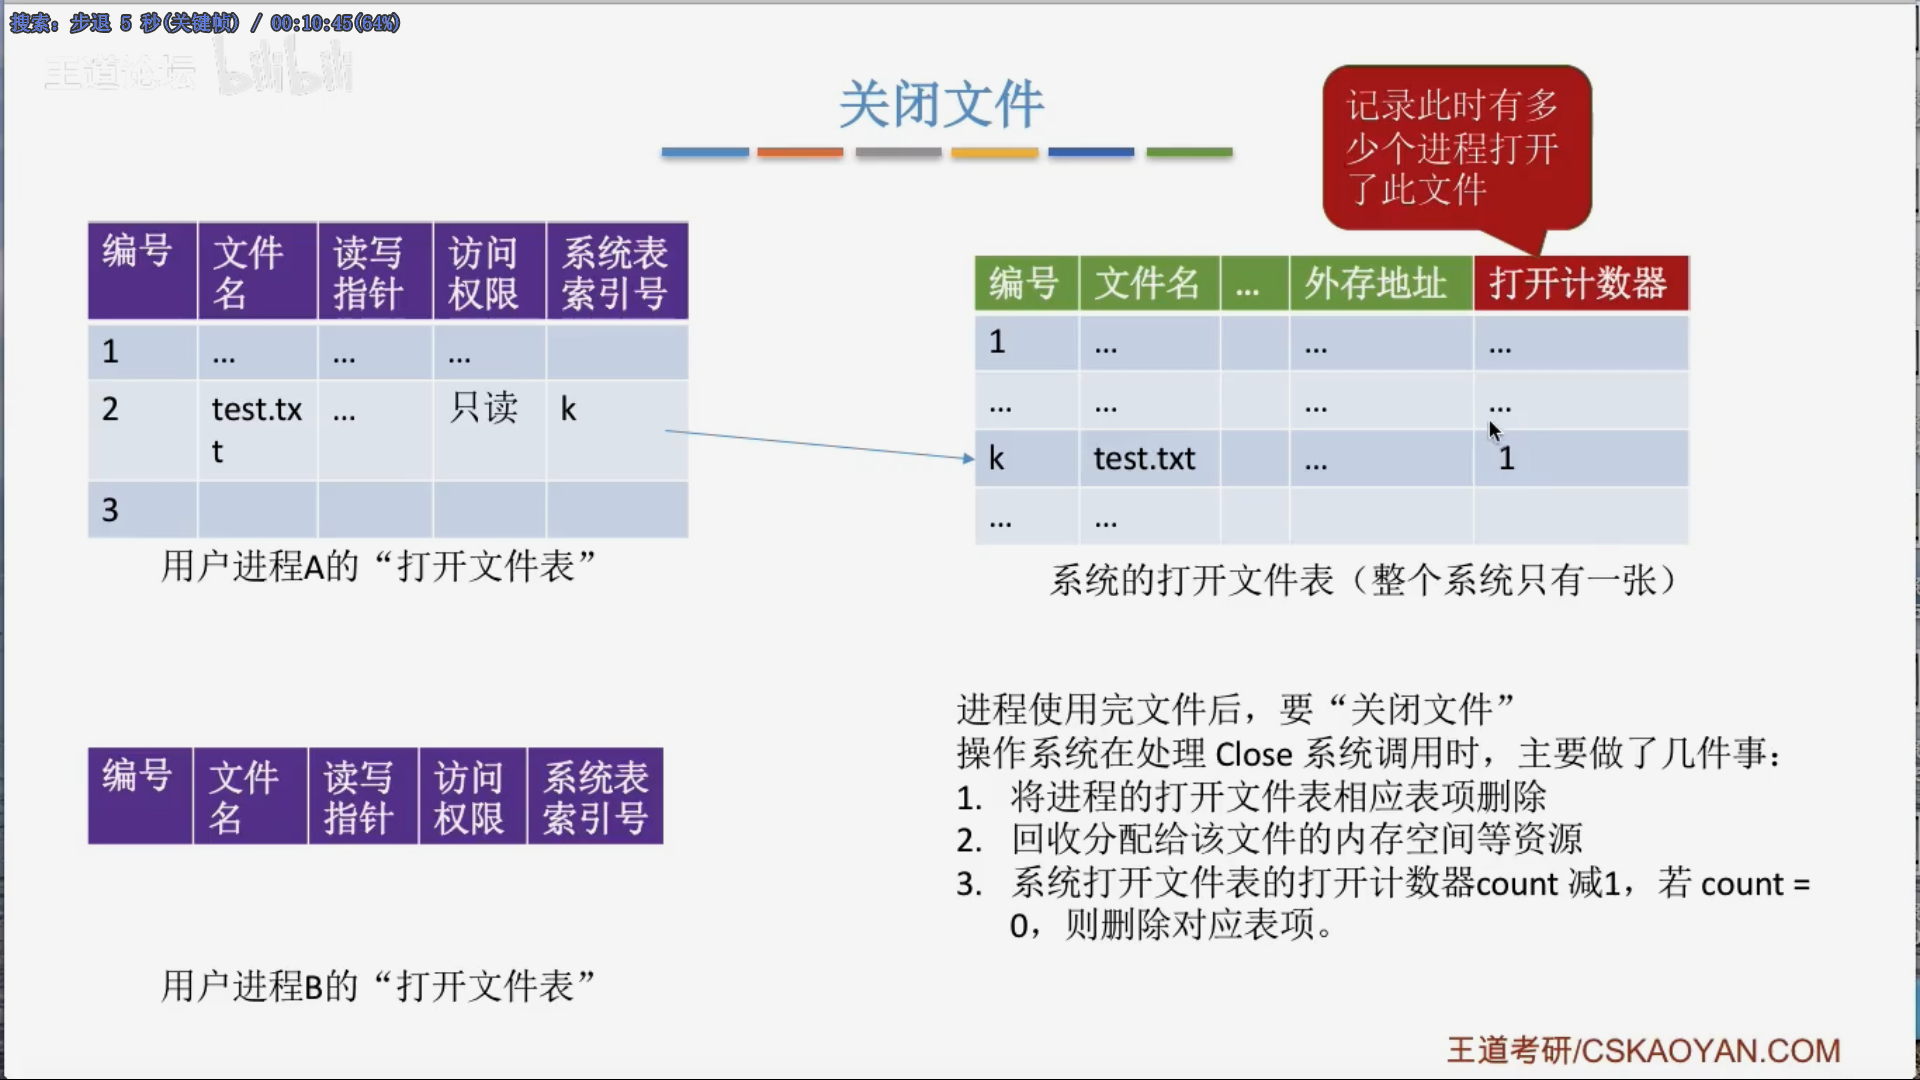 搜索: 步退 5 秒(关键帧) / 00:10:45(64%)
王道论坛 bilibili
关闭文件
记录此时有多
少个进程打开
了此文件
编号 文件名 读写指针 访问权限 系统表索引号
1 ... ... ...
2 test.txt ... 只读 k
3
用户进程A的“打开文件表”
编号 文件名 ... 外存地址 打开计数器
1 ... ... ...
... ... ... ...
k test.txt ... 1
... ...
系统的打开文件表（整个系统只有一张）
编号 文件名 读写指针 访问权限 系统表索引号
用户进程B的“打开文件表”
进程使用完文件后，要“关闭文件”
操作系统在处理 Close 系统调用时，主要做了几件事：
1. 将进程的打开文件表相应表项删除
2. 回收分配给该文件的内存空间等资源
3. 系统打开文件表的打开计数器count 减1，若 count =
0，则删除对应表项。
王道考研/CSKAOYAN.COM